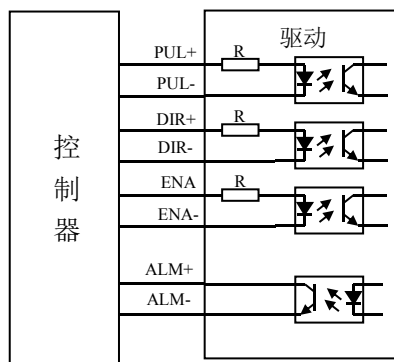 驱动
PUL+
R
PUL-
DIR+
R
DIR-
ENA
R
ENA-
ALM+
ALM-
控
制
器